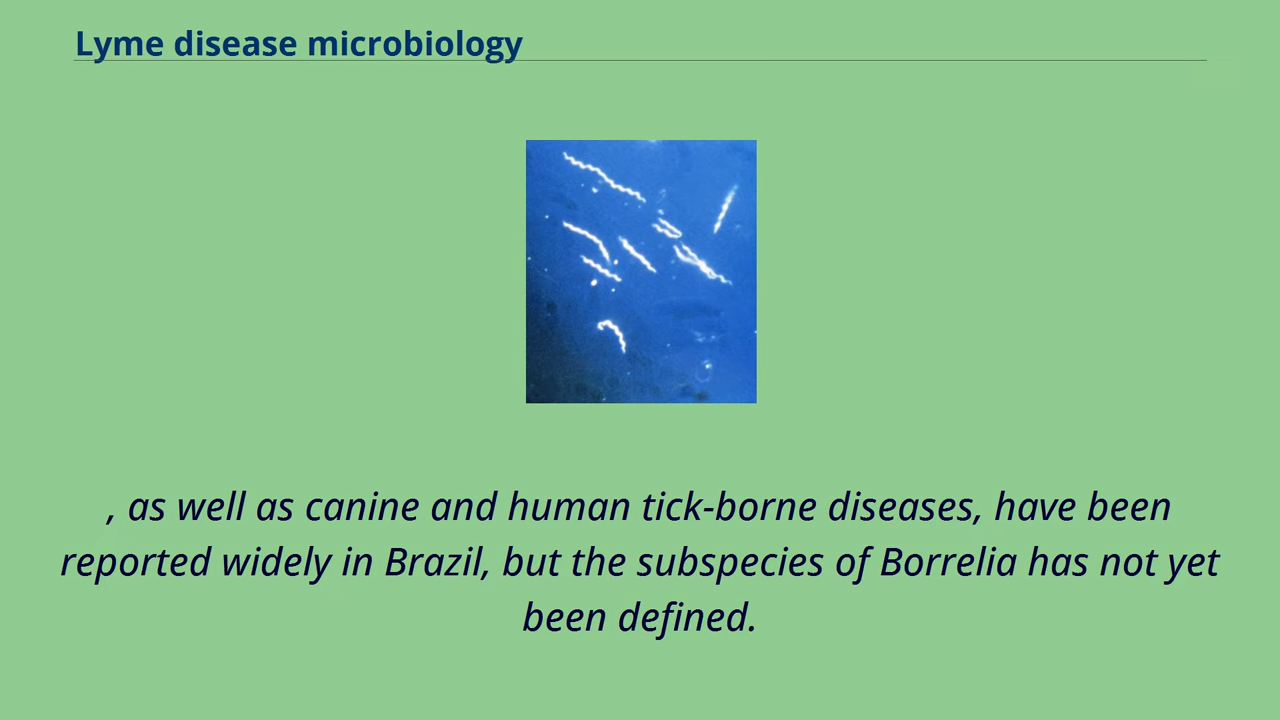 Lyme disease microbiology
, as well as canine and human tick-borne diseases, have been
reported widely in Brazil, but the subspecies of Borrelia has not yet
been defined.